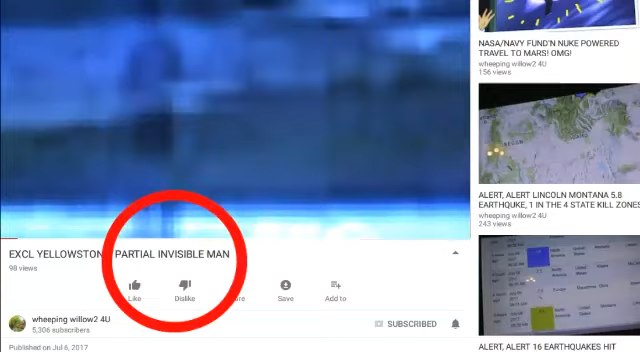 EXCL YELLOWSTON PARTIAL INVISIBLE MAN
98 views
Like
Dislike
are
Save
Add to
wheeping willow2 4U
5,306 subscribers
SUBSCRIBED
Published on Jul 6, 2017
NASA/NAVY FUND'N NUKE POWERED
TRAVEL TO MARS! OMG!
wheeping willow2 4U
156 views
ALERT, ALERT LINCOLN MONTANA 5.8
EARTHQUKE, 1 IN THE 4 STATE KILL ZONES
wheeping willow2 4U
243 views
ALERT, ALERT 16 EARTHQUAKES HIT